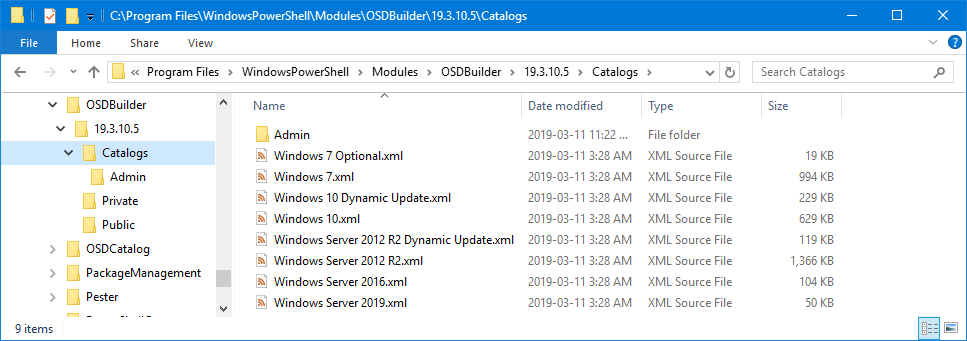 C:\Program Files\WindowsPowerShell\Modules\OSDBuilder\19.3.10.5\Catalogs
File Home Share View
Program Files WindowsPowerShell Modules OSDBuilder 19.3.10.5 Catalogs Search Catalogs
OSDBuilder
19.3.10.5
Catalogs
Admin
Private
Public
OSDCatalog
PackageManagement
Pester
Name Date modified Type Size
Admin 2019-03-11 11:22 ... File folder
Windows 7 Optional.xml 2019-03-11 3:28 AM XML Source File 19 KB
Windows 7.xml 2019-03-11 3:28 AM XML Source File 994 KB
Windows 10 Dynamic Update.xml 2019-03-11 3:28 AM XML Source File 229 KB
Windows 10.xml 2019-03-11 3:28 AM XML Source File 629 KB
Windows Server 2012 R2 Dynamic Update.xml 2019-03-11 3:28 AM XML Source File 119 KB
Windows Server 2012 R2.xml 2019-03-11 3:28 AM XML Source File 1,366 KB
Windows Server 2016.xml 2019-03-11 3:28 AM XML Source File 104 KB
Windows Server 2019.xml 2019-03-11 3:28 AM XML Source File 50 KB
9 items